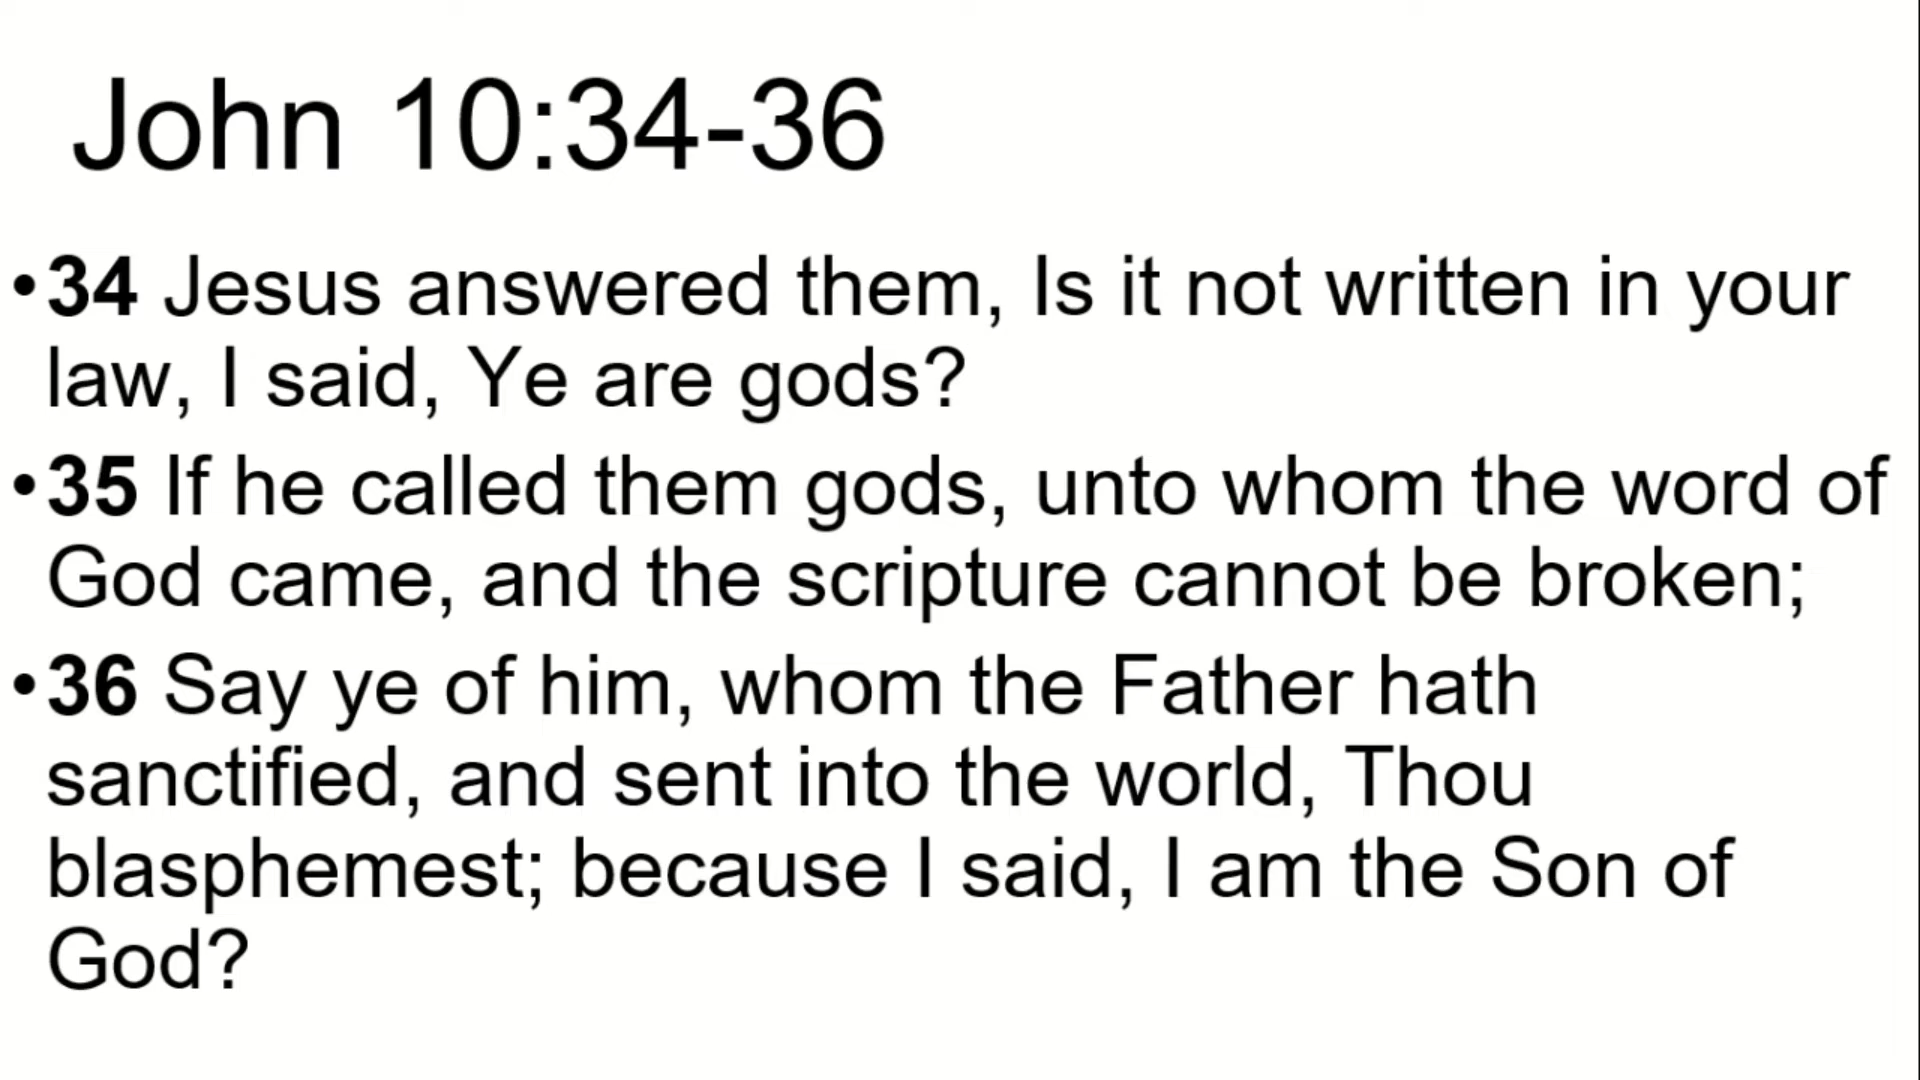 John 10:34-36
•34 Jesus answered them, Is it not written in your
law, I said, Ye are gods?
•35 If he called them gods, unto whom the word of
God came, and the scripture cannot be broken;
•36 Say ye of him, whom the Father hath
sanctified, and sent into the world, Thou
blasphemest; because I said, I am the Son of
God?